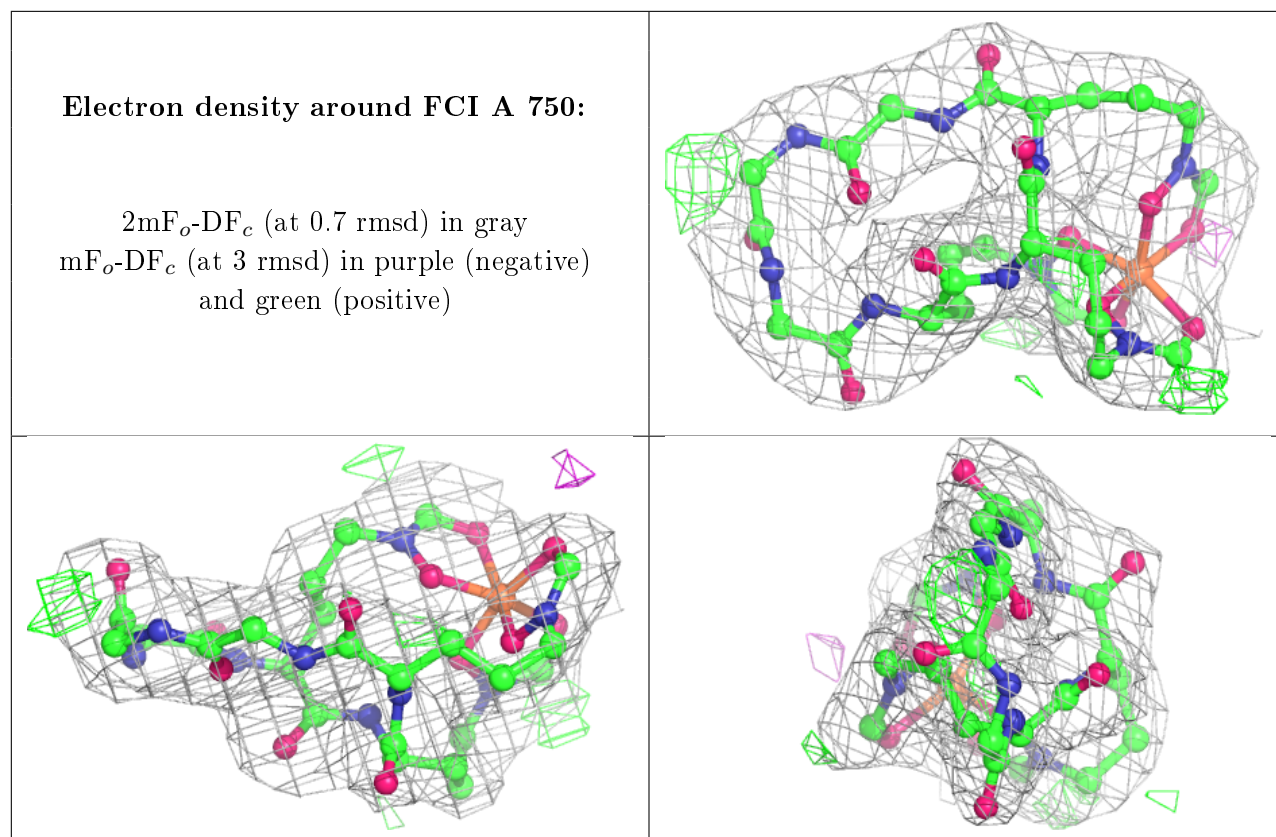 Electron density around FCI A 750:
2mFₒ-DF𝒸 (at 0.7 rmsd) in gray
mFₒ-DF𝒸 (at 3 rmsd) in purple (negative)
and green (positive)